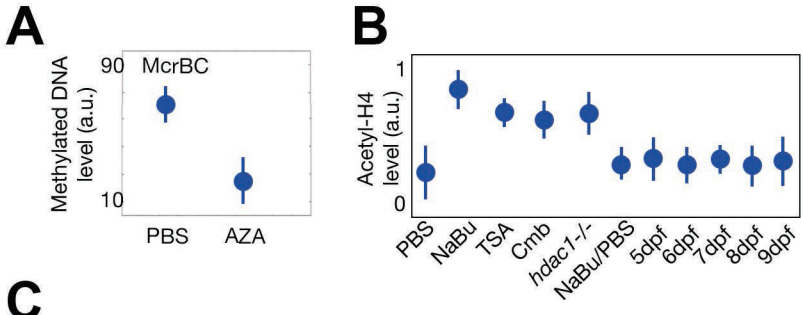 A
B
90
McrBC
Methylated DNA
level (a.u.)
10
PBS
AZA
1
Acetyl-H4
level (a.u.)
0
PBS
NaBu
TSA
Cmb
hdac1-/-
NaBu/PBS
5dpf
6dpf
7dpf
8dpf
9dpf
C